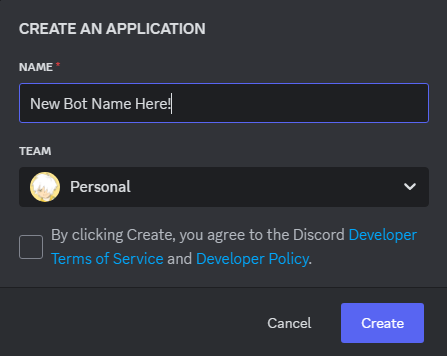 CREATE AN APPLICATION
NAME *
New Bot Name Here!
TEAM
Personal
By clicking Create, you agree to the Discord Developer
Terms of Service and Developer Policy.
Cancel
Create